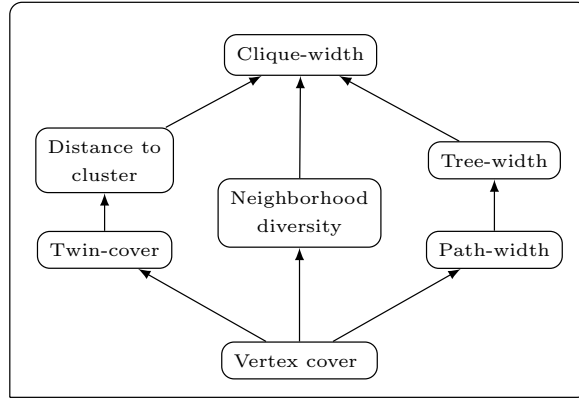 Clique-width
Distance to
cluster
Tree-width
Neighborhood
diversity
Twin-cover
Path-width
Vertex cover